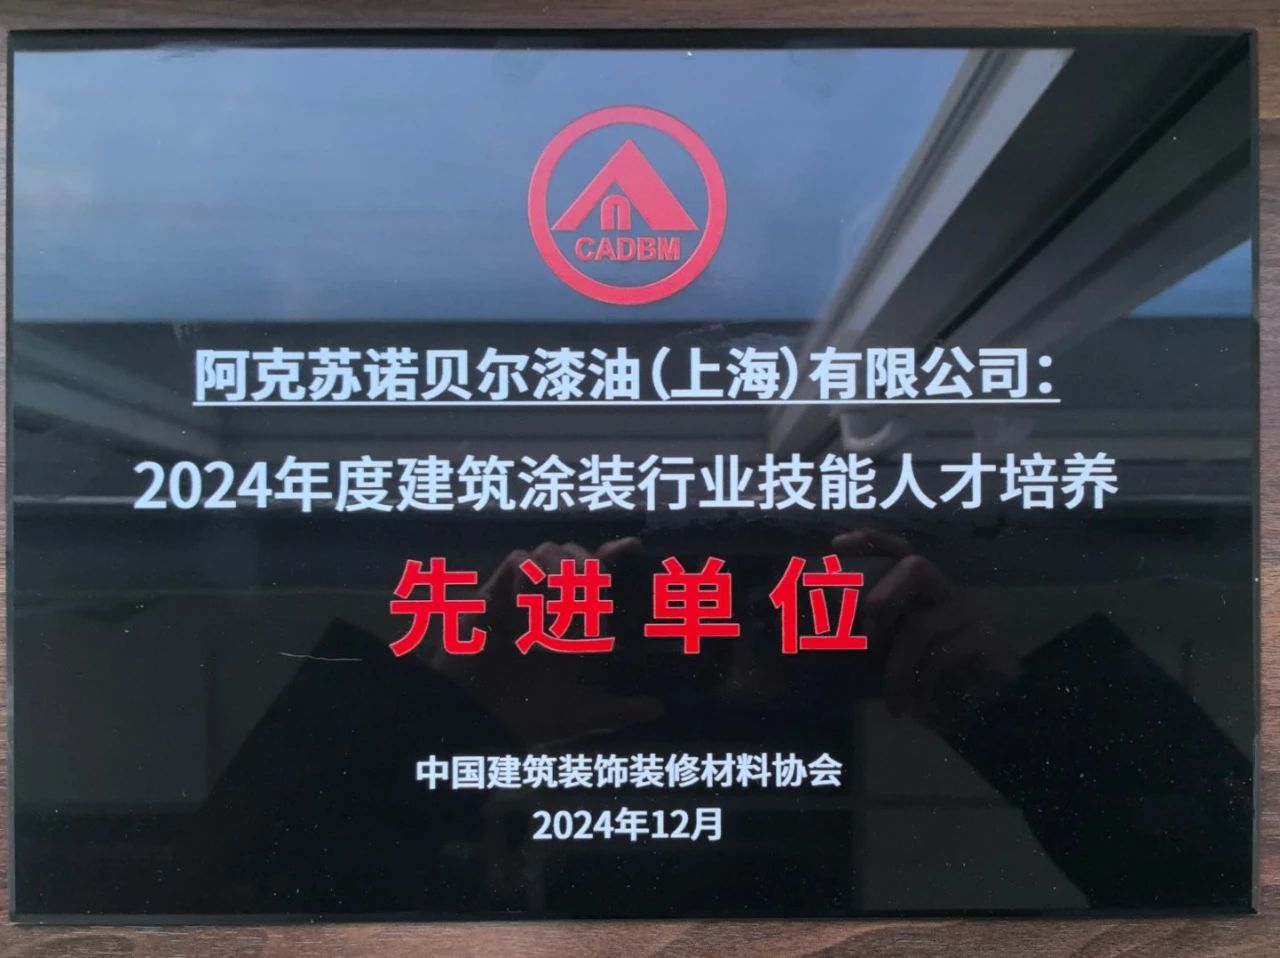 CADBM
阿克苏诺贝尔漆油（上海）有限公司：
2024年度建筑涂装行业技能人才培养
先进单位
中国建筑装饰装修材料协会
2024年12月